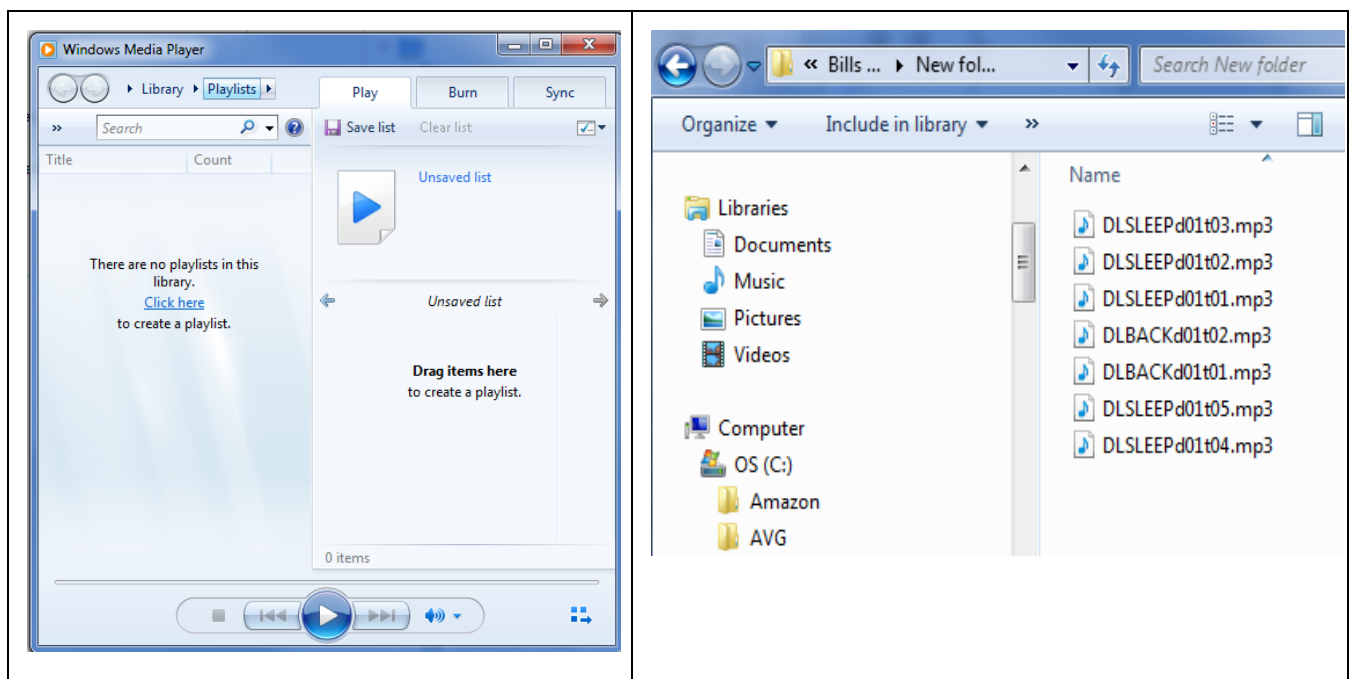 Windows Media Player
Library Playlists
Play Burn Sync
» Search
Save list Clear list
Title Count
Unsaved list
There are no playlists in this
library.
Click here
to create a playlist.
Unsaved list
Drag items here
to create a playlist.
0 items
« Bills ... New fol...
Search New folder
Organize Include in library »
Libraries
Documents
Music
Pictures
Videos
Computer
OS (C:)
Amazon
AVG
Name
DLSLEEPd01t03.mp3
DLSLEEPd01t02.mp3
DLSLEEPd01t01.mp3
DLBACKd01t02.mp3
DLBACKd01t01.mp3
DLSLEEPd01t05.mp3
DLSLEEPd01t04.mp3